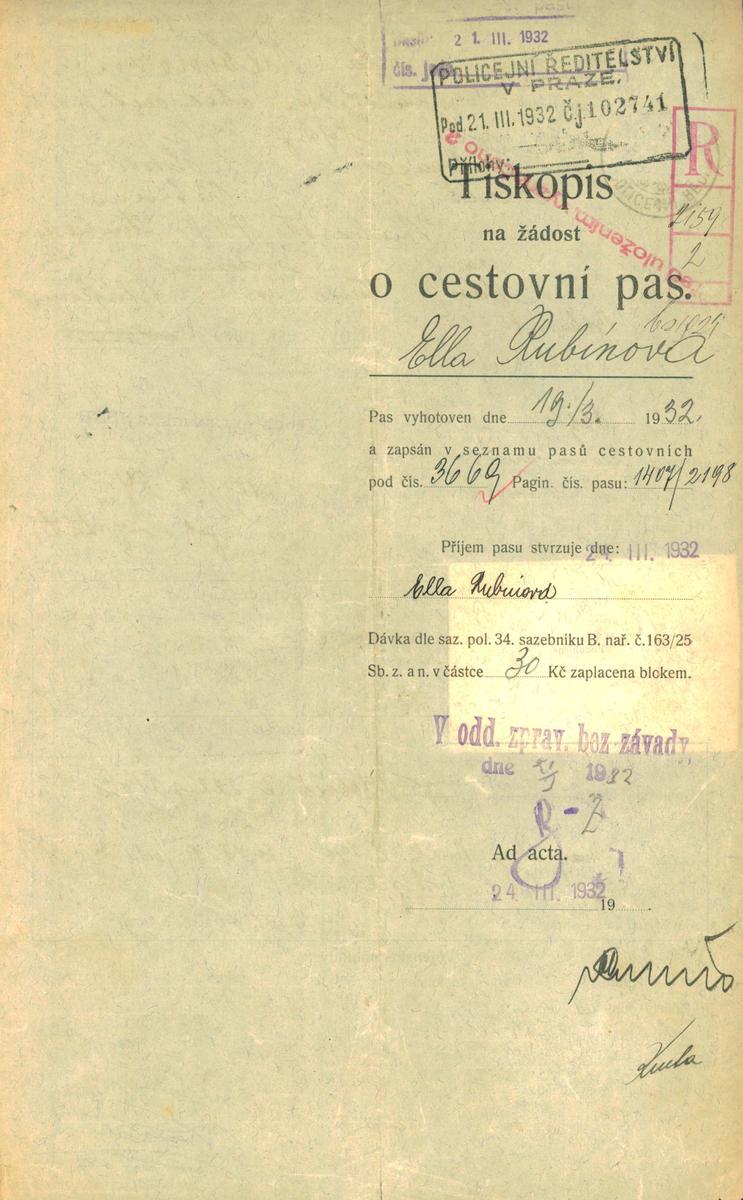 21. III. 1932
čís. jedn.
POLICEJNÍ ŘEDITELSTVÍ
V PRAZE.
Pod. 21. III. 1932 Čj. 102741
Přílohy:
R
Tiskopis
na žádost
2
o cestovní pas.
Ella Rubínová
Pas vyhotoven dne 19./3. 1932.
a zapsán v seznamu pasů cestovních
pod čís. 3669 Pagin. čís. pasu: 1407/2198
Příjem pasu stvrzuje dne: 24. III. 1932
Ella Rubinová
Dávka dle saz. pol. 34. sazebníku B. nař. č. 163/25
Sb. z. a n. v částce 30 Kč zaplacena blokem.
V odd. zprav. bez závady,
dne 1932
R - Z
Ad acta.
24. III. 1932
19